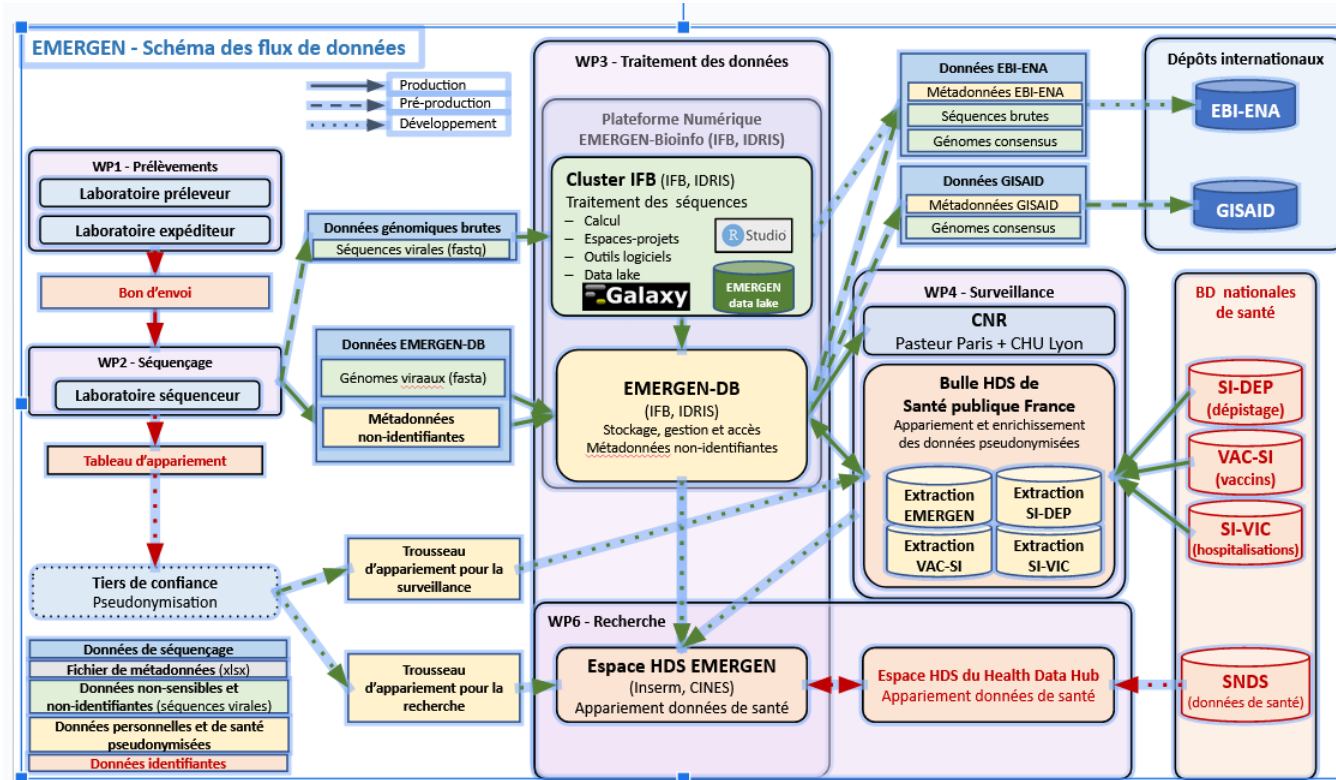 EMERGEN - Schéma des flux de données
Production
Pré-production
Développement
WP1 - Prélèvements
Laboratoire préleveur
Laboratoire expéditeur
Bon d'envoi
WP2 - Séquençage
Laboratoire séquenceur
Tableau d'appariement
Tiers de confiance
Pseudonymisation
Données de séquençage
Fichier de métadonnées (xlsx)
Données non-sensibles et
non-identifiantes (séquences virales)
Données personnelles et de santé
pseudonymisées
Données identifiantes
Données génomiques brutes
Séquences virales (fastq)
Données EMERGEN-DB
Génomes viraaux (fasta)
Métadonnées
non-identifiantes
Trousseau
d'appariement pour la
surveillance
Trousseau
d'appariement pour la
recherche
WP3 - Traitement des données
Plateforme Numérique
EMERGEN-Bioinfo (IFB, IDRIS)
Cluster IFB (IFB, IDRIS)
Traitement des séquences
– Calcul
– Espaces-projets
– Outils logiciels
– Data lake
R Studio
Galaxy
EMERGEN
data lake
EMERGEN-DB
(IFB, IDRIS)
Stockage, gestion et accès
Métadonnées non-identifiantes
Données EBI-ENA
Métadonnées EBI-ENA
Séquences brutes
Génomes consensus
Données GISAID
Métadonnées GISAID
Génomes consensus
Dépôts internationaux
EBI-ENA
GISAID
WP4 - Surveillance
CNR
Pasteur Paris + CHU Lyon
Bulle HDS de
Santé publique France
Appariement et enrichissement
des données pseudonymisées
Extraction
EMERGEN
Extraction
SI-DEP
Extraction
VAC-SI
Extraction
SI-VIC
BD nationales
de santé
SI-DEP
(dépistage)
VAC-SI
(vaccins)
SI-VIC
(hospitalisations)
SNDS
(données de santé)
WP6 - Recherche
Espace HDS EMERGEN
(Inserm, CINES)
Appariement données de santé
Espace HDS du Health Data Hub
Appariement données de santé